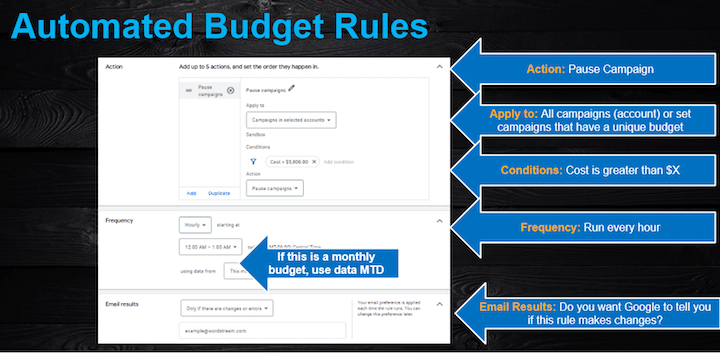 Automated Budget Rules
Action
Add up to 5 actions, and set the order they happen in.
Pause
campaigns
Pause campaigns
Apply to
Campaigns in selected accounts
Sandbox
Conditions
Add condition
Action
Pause campaigns
Add Duplicate
Action: Pause Campaign
Apply to: All campaigns (account) or set
campaigns that have a unique budget
Conditions: Cost is greater than $X
Frequency
Hourly starting at
12:00 AM – 1:00 AM
Central Time
using data from
This
If this is a monthly
budget, use data MTD
Frequency: Run every hour
Email results
Only if there are changes or errors
Your email preference is applied
each time the rule runs. You can
change this preference later.
example@wordstream.com
Email Results: Do you want Google to tell you
if this rule makes changes?